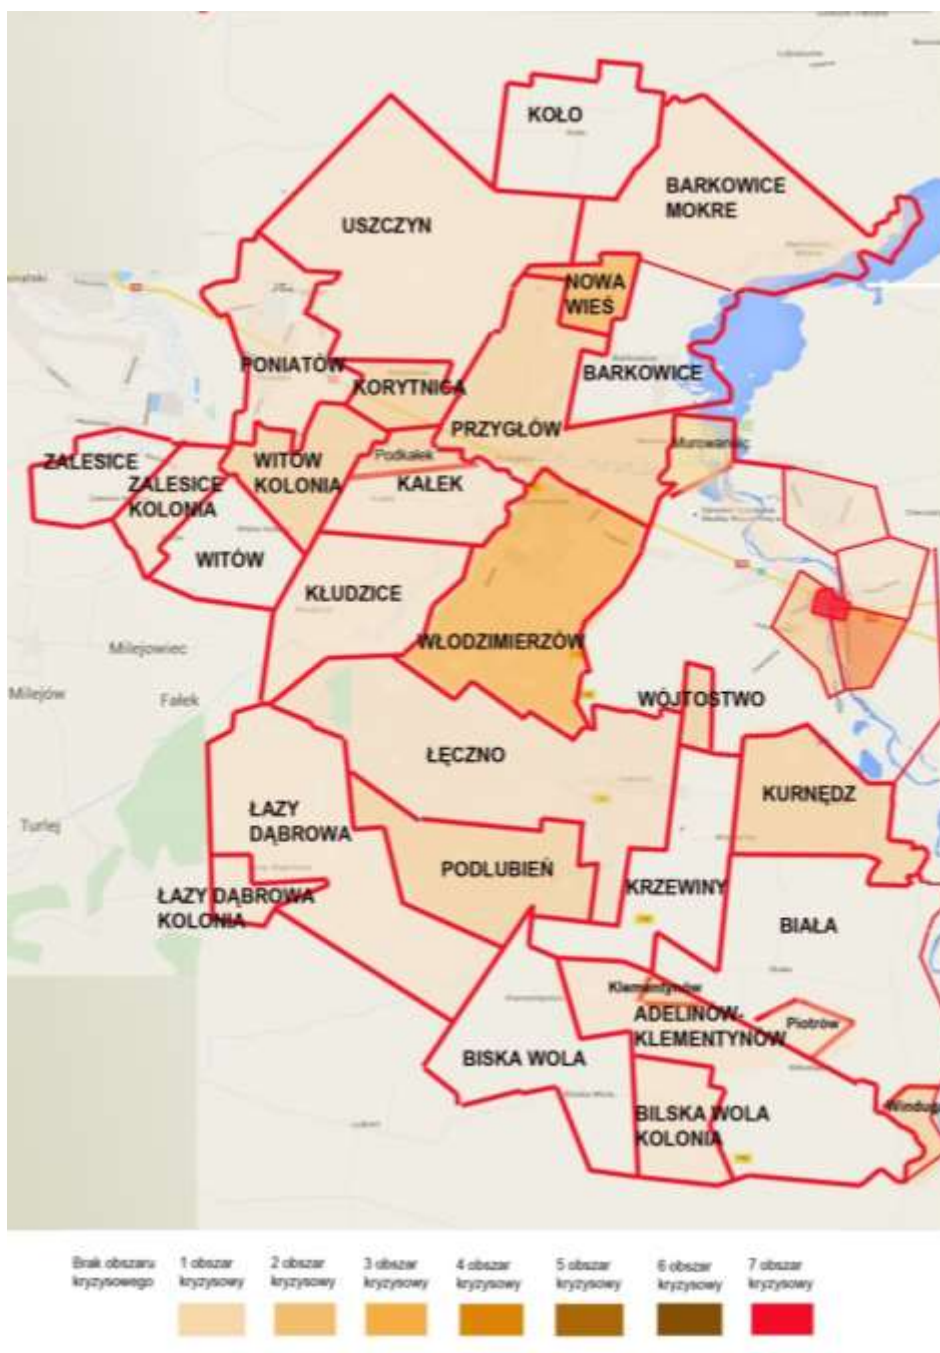 KOŁO
BARKOWICE
MOKRE
USZCZYN
NOWA
WIEŚ
PONIATÓW
BARKOWICE
KORYTNICA
PRZYGŁÓW
Murowaniec
Podkałek
ZALESICE
WITÓW
KOLONIA
ZALESICE
KOLONIA
KAŁEK
WITÓW
KŁUDZICE
WŁODZIMIERZÓW
Milejowiec
Milejów
Fałek
WÓJTOSTWO
ŁĘCZNO
KURNĘDZ
ŁAZY
DĄBROWA
Turlej
PODLUBIEŃ
KRZEWINY
ŁAZY DĄBROWA
KOLONIA
BIAŁA
Klementynów
ADELINÓW-
KLEMENTYNÓW
Piotrów
BISKA WOLA
BILSKA WOLA
KOLONIA
Brak obszaru
kryzysowego
1 obszar
kryzysowy
2 obszar
kryzysowy
3 obszar
kryzysowy
4 obszar
kryzysowy
5 obszar
kryzysowy
6 obszar
kryzysowy
7 obszar
kryzysowy